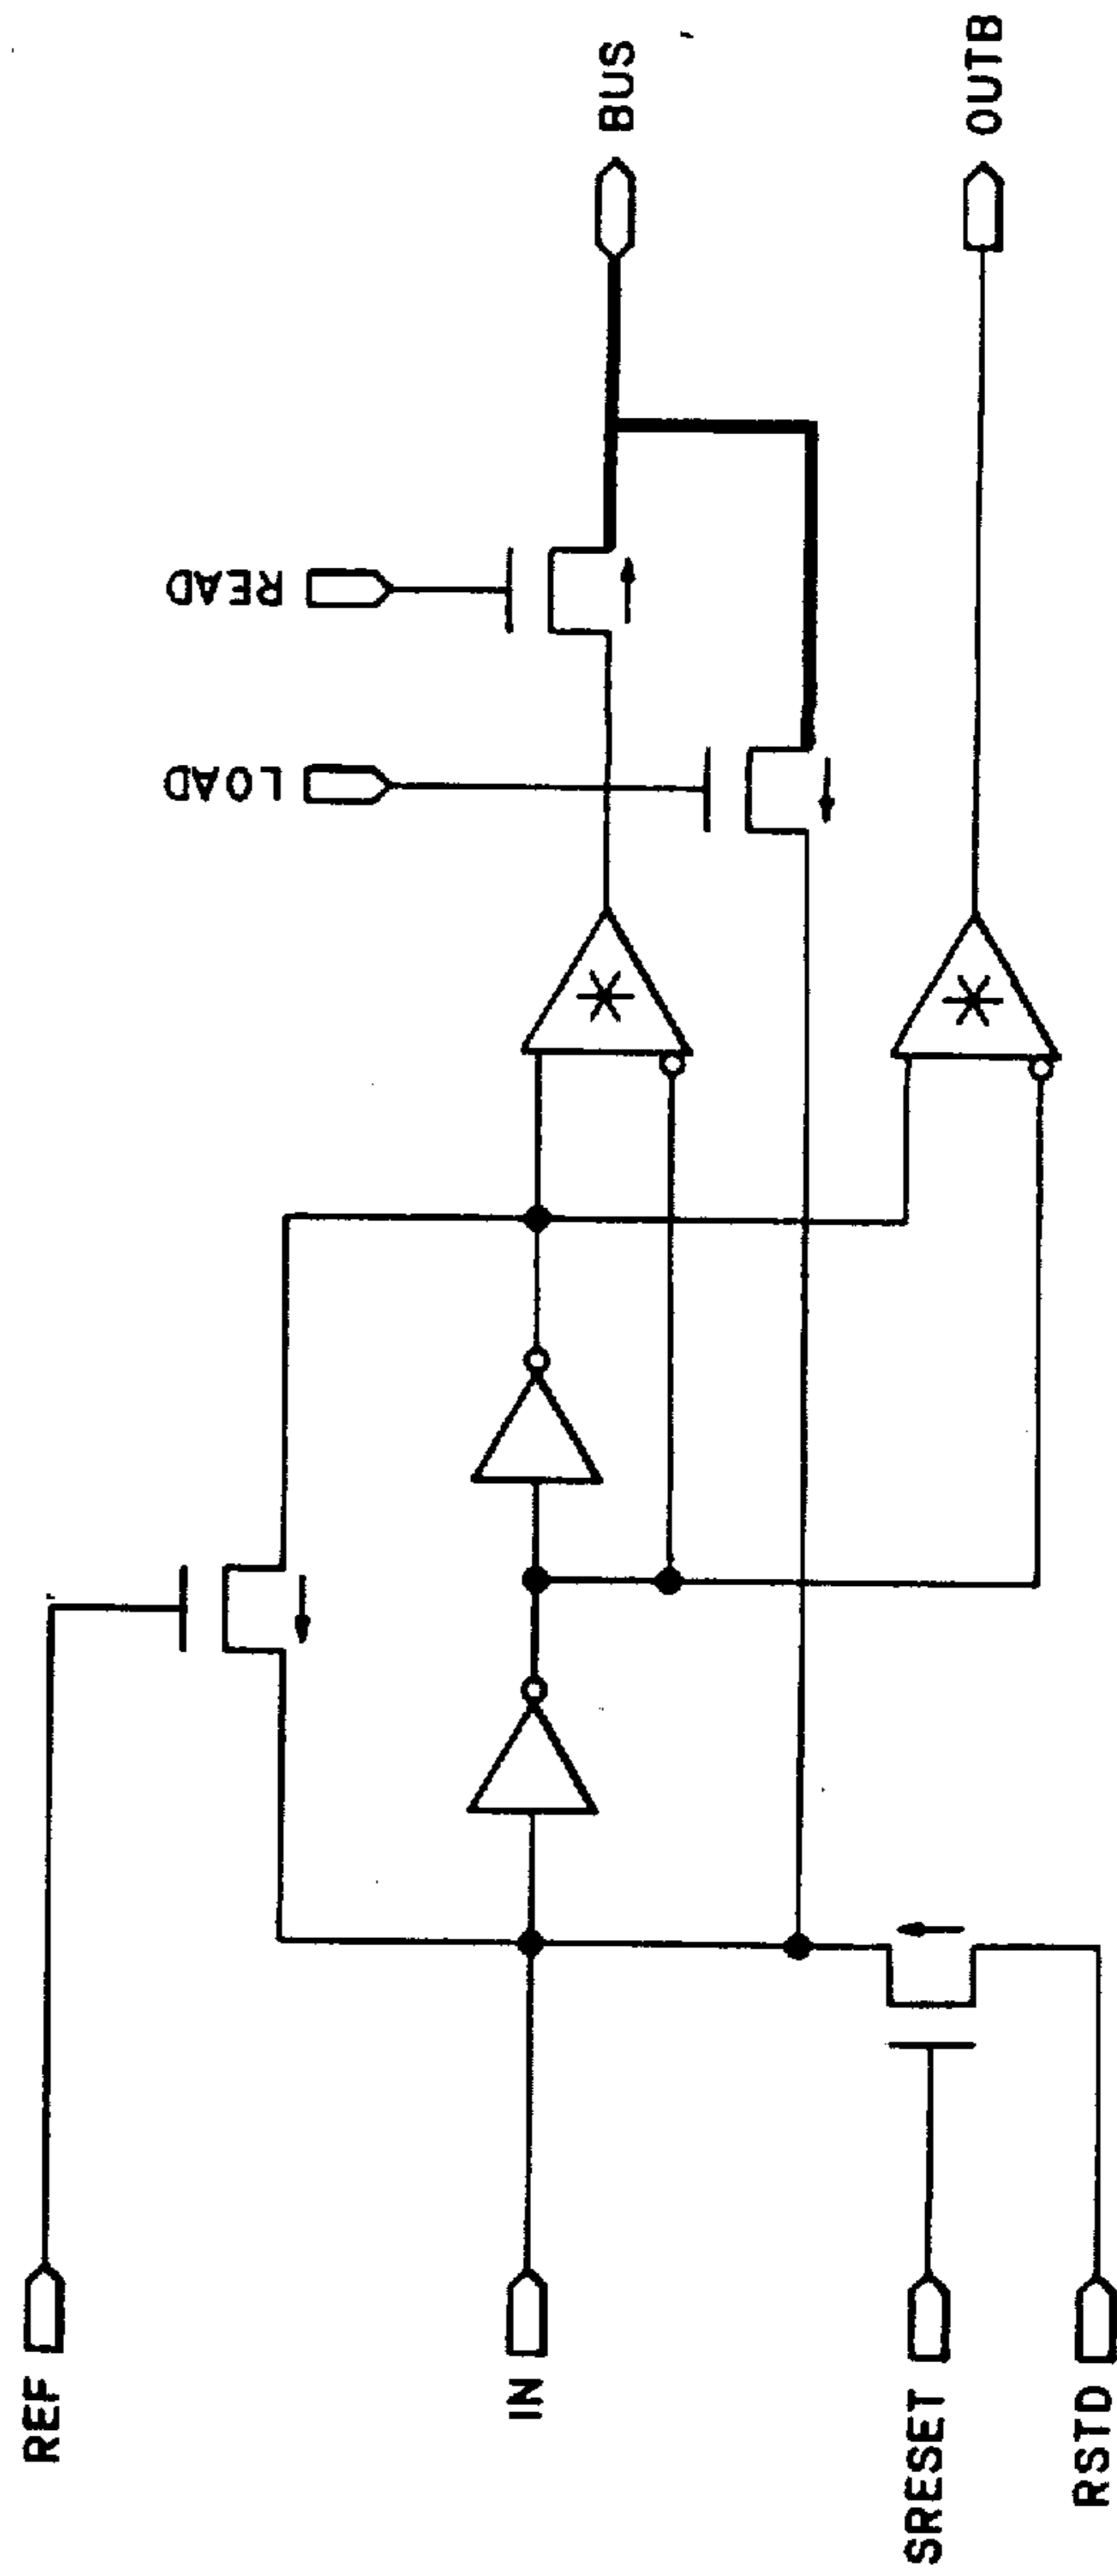 REF
IN
SRESET
RSTD
LOAD
READ
BUS
OUTB